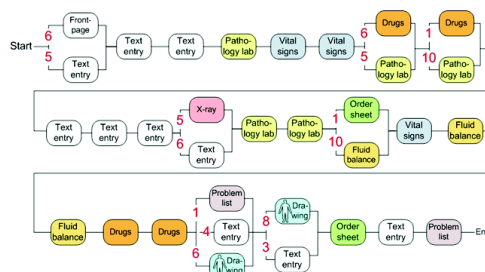 Front-
page
6
Start
5
Text
entry
Text
entry
Text
entry
Patho-
logy lab
Vital
signs
Vital
signs
6
Drugs
5
Patho-
logy lab
1
Drugs
10
Patho-
logy lab
Text
entry
Text
entry
Text
entry
5
X-ray
6
Text
entry
Patho-
logy lab
Patho-
logy lab
1
Order
sheet
10
Fluid
balance
Vital
signs
Fluid
balance
Fluid
balance
Drugs
Drugs
1
Problem
list
4
Text
entry
6
Dra-
wing
8
Dra-
wing
3
Text
entry
Order
sheet
Text
entry
Problem
list